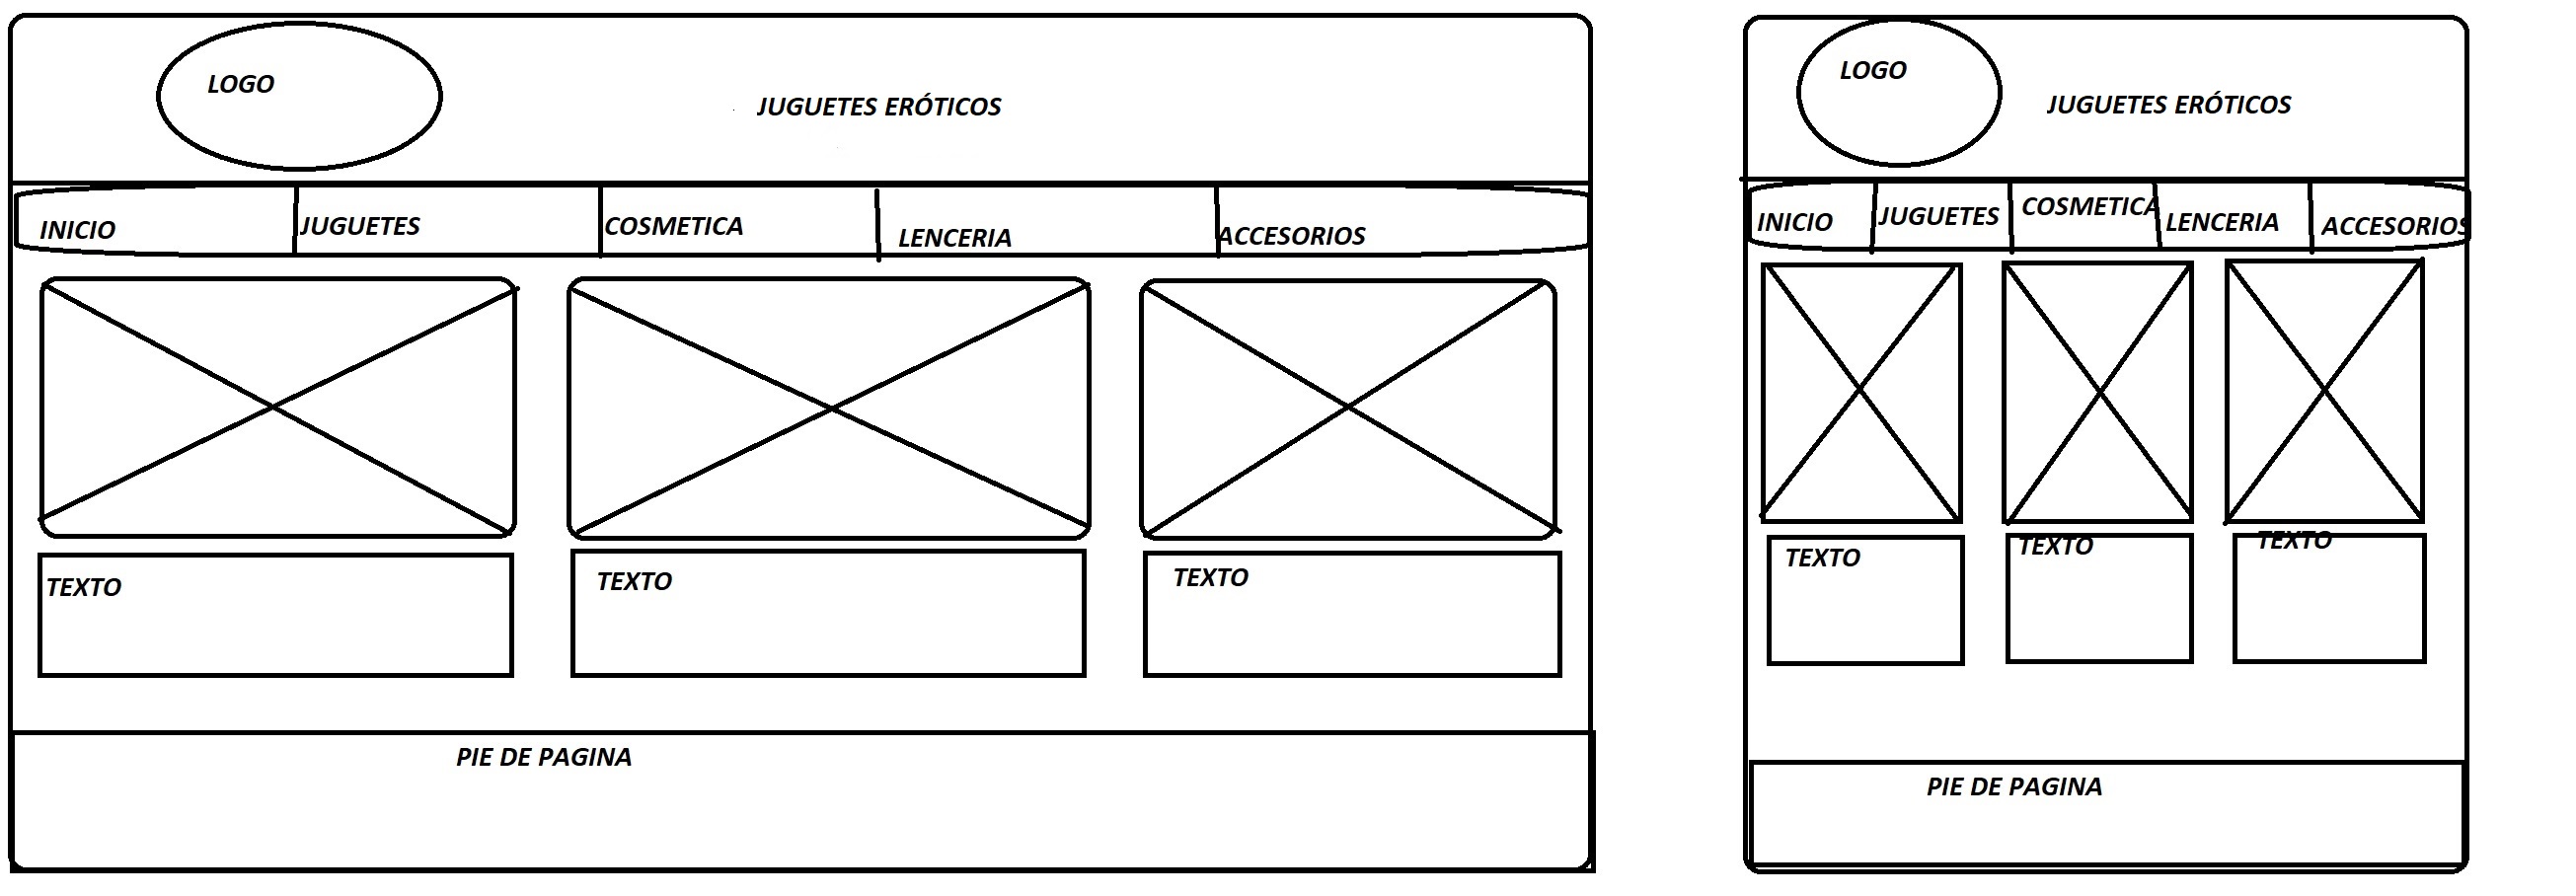 LOGO
JUGUETES ERÓTICOS
INICIO
JUGUETES
COSMETICA
LENCERIA
ACCESORIOS
TEXTO
TEXTO
TEXTO
PIE DE PAGINA
LOGO
JUGUETES ERÓTICOS
INICIO
JUGUETES
COSMETICA
LENCERIA
ACCESORIOS
TEXTO
TEXTO
TEXTO
PIE DE PAGINA